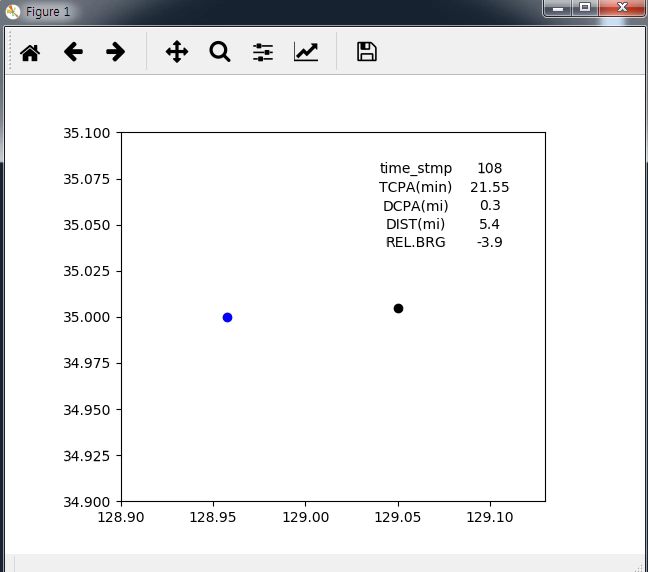 Figure 1
35.100
35.075
35.050
35.025
35.000
34.975
34.950
34.925
34.900
128.90 128.95 129.00 129.05 129.10
time_stmp 108
TCPA(min) 21.55
DCPA(mi) 0.3
DIST(mi) 5.4
REL.BRG -3.9